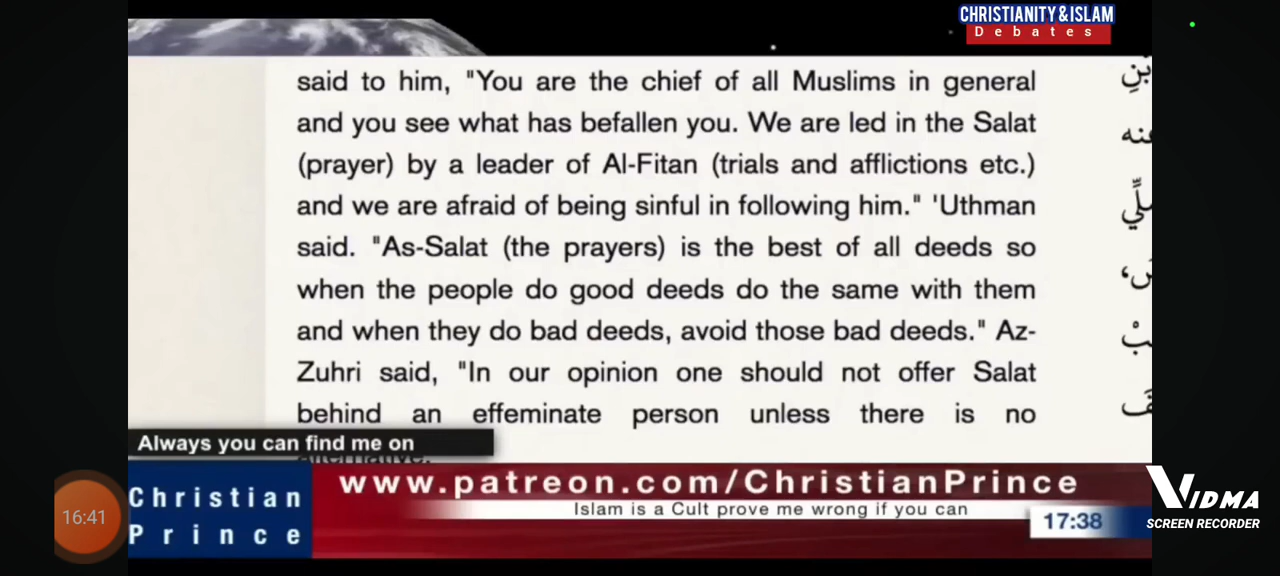 CHRISTIANITY & ISLAM
Debates
said to him, "You are the chief of all Muslims in general
and you see what has befallen you. We are led in the Salat
(prayer) by a leader of Al-Fitan (trials and afflictions etc.)
and we are afraid of being sinful in following him." 'Uthman
said. "As-Salat (the prayers) is the best of all deeds so
when the people do good deeds do the same with them
and when they do bad deeds, avoid those bad deeds." Az-
Zuhri said, "In our opinion one should not offer Salat
behind an effeminate person unless there is no
Always you can find me on
www.patreon.com/ChristianPrince
Islam is a Cult prove me wrong if you can
Christian
Prince
17:38
16:41
VIDMA
SCREEN RECORDER